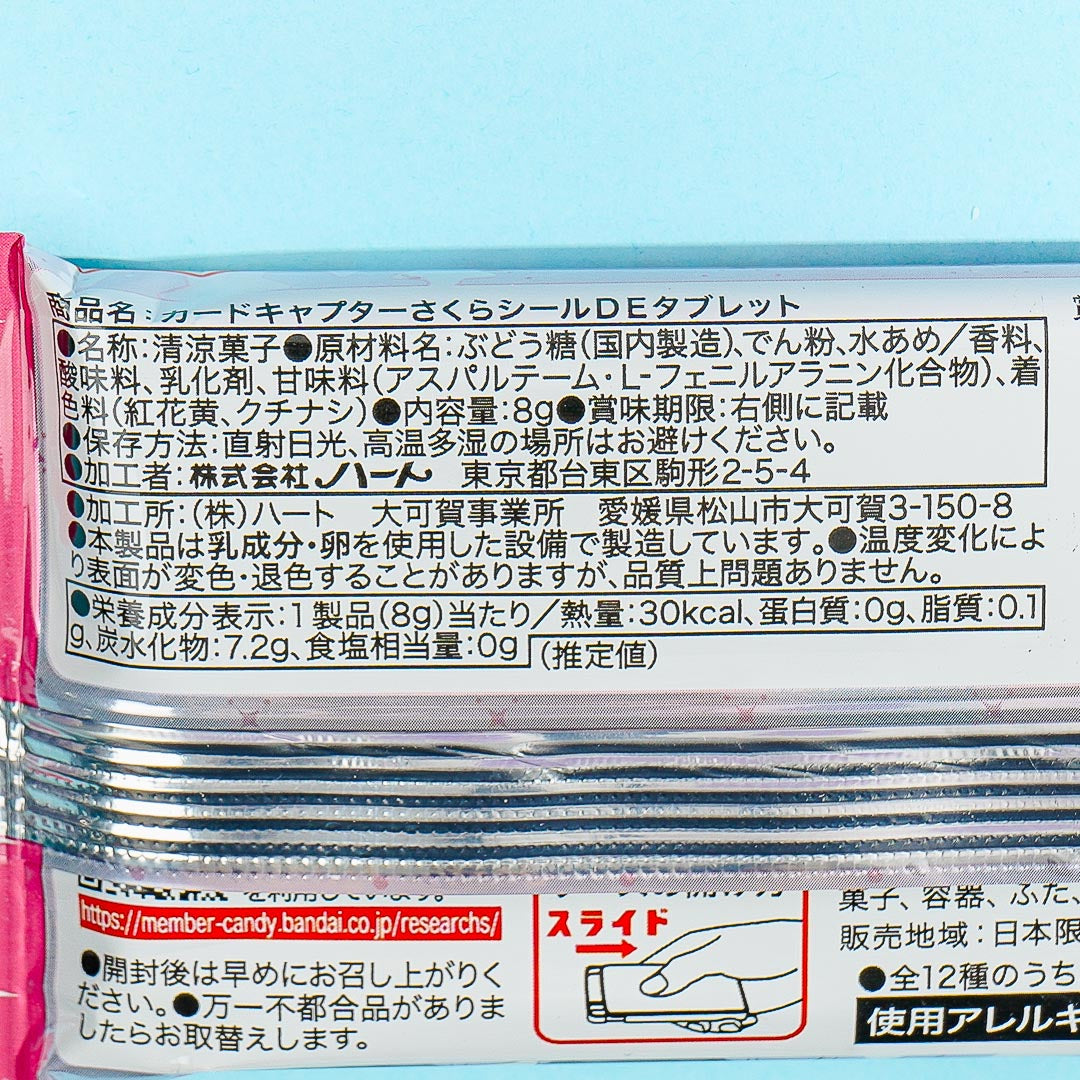 商品名:カードキャプターさくらシールDEタブレット
●名称:清涼菓子●原材料名:ぶどう糖(国内製造)、でん粉、水あめ/香料、
酸味料、乳化剤、甘味料(アスパルテーム・L-フェニルアラニン化合物)、着
色料(紅花黄、クチナシ)●内容量:8g●賞味期限:右側に記載
●保存方法:直射日光、高温多湿の場所はお避けください。
●加工者:株式会社ハート 東京都台東区駒形2-5-4
●加工所:(株)ハート 大可賀事業所 愛媛県松山市大可賀3-150-8
●本製品は乳成分・卵を使用した設備で製造しています。●温度変化によ
り表面が変色・退色することがありますが、品質上問題ありません。
●栄養成分表示:1製品(8g)当たり/熱量:30kcal、蛋白質:0g、脂質:0.1
g、炭水化物:7.2g、食塩相当量:0g (推定値)
を利用しています。
https://member-candy.bandai.co.jp/researchs/
●開封後は早めにお召し上がりく
ださい。●万一不都合品がありま
したらお取替えします。
スライド
菓子、容器、ふた、
販売地域:日本限
●全12種のうち
使用アレルギ